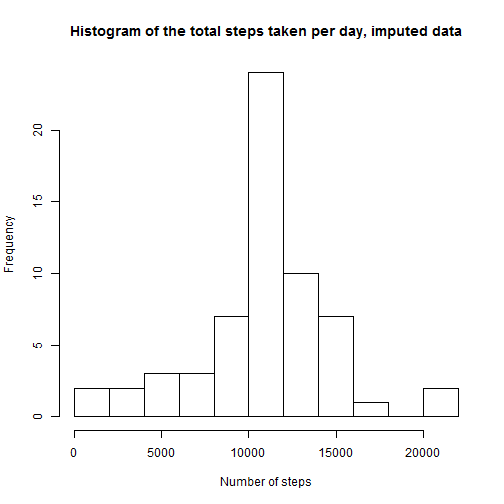 Histogram of the total steps taken per day, imputed data
Frequency
20
15
10
5
0
0 5000 10000 15000 20000
Number of steps